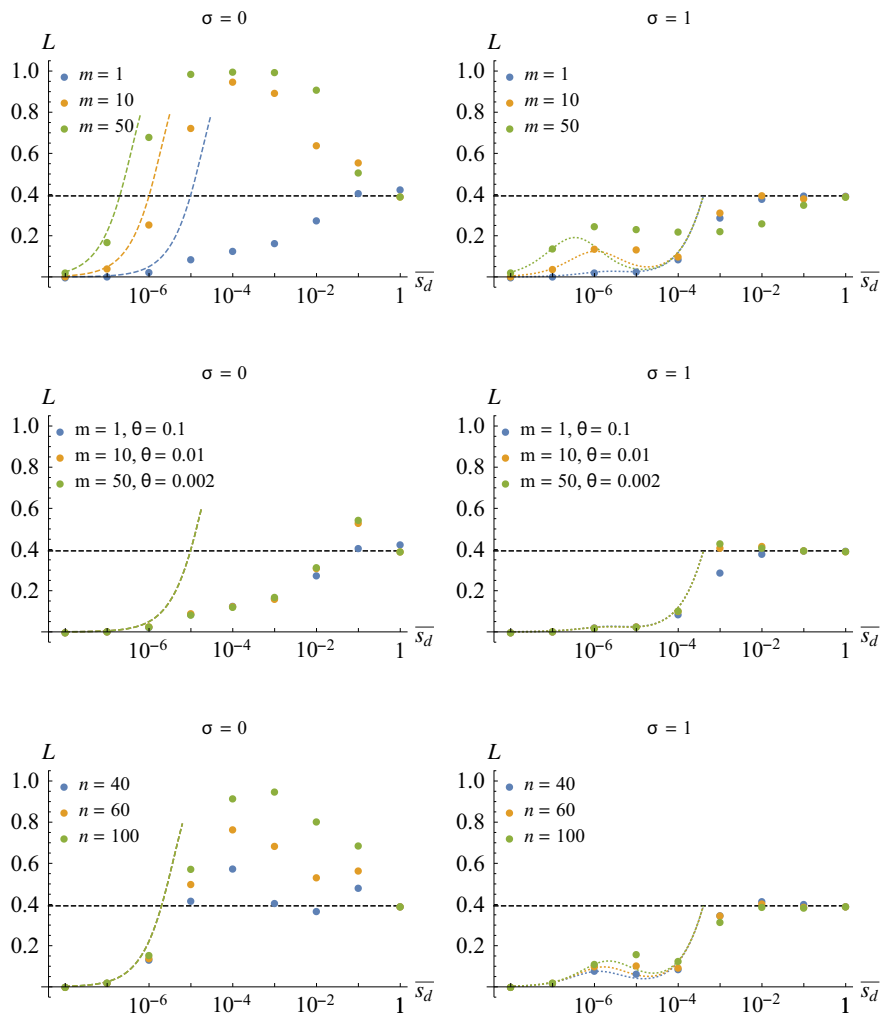 σ = 0
L
1.0
0.8
0.6
0.4
0.2
m = 1
m = 10
m = 50
10^-6
10^-4
10^-2
1
s_d
σ = 1
L
1.0
0.8
0.6
0.4
0.2
m = 1
m = 10
m = 50
10^-6
10^-4
10^-2
1
s_d
σ = 0
L
1.0
0.8
0.6
0.4
0.2
m = 1, θ = 0.1
m = 10, θ = 0.01
m = 50, θ = 0.002
10^-6
10^-4
10^-2
1
s_d
σ = 1
L
1.0
0.8
0.6
0.4
0.2
m = 1, θ = 0.1
m = 10, θ = 0.01
m = 50, θ = 0.002
10^-6
10^-4
10^-2
1
s_d
σ = 0
L
1.0
0.8
0.6
0.4
0.2
n = 40
n = 60
n = 100
10^-6
10^-4
10^-2
1
s_d
σ = 1
L
1.0
0.8
0.6
0.4
0.2
n = 40
n = 60
n = 100
10^-6
10^-4
10^-2
1
s_d